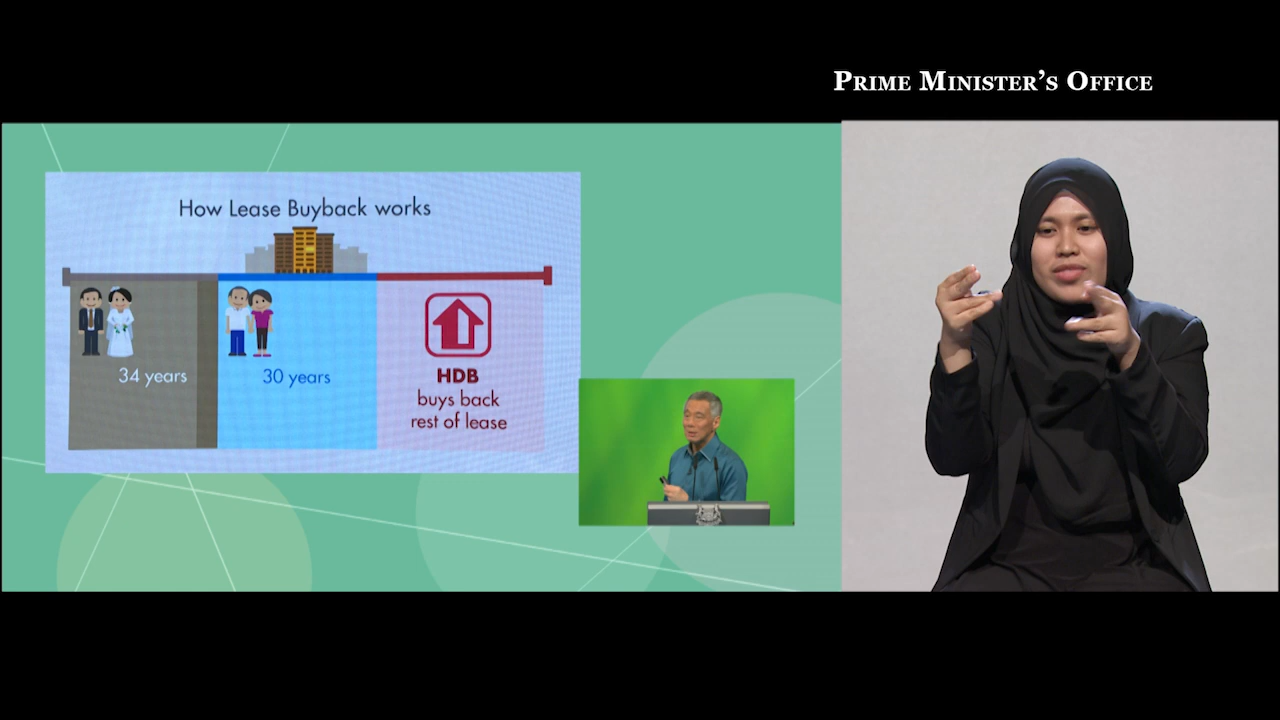 PRIME MINISTER'S OFFICE
How Lease Buyback works
34 years
30 years
HDB
buys back
rest of lease